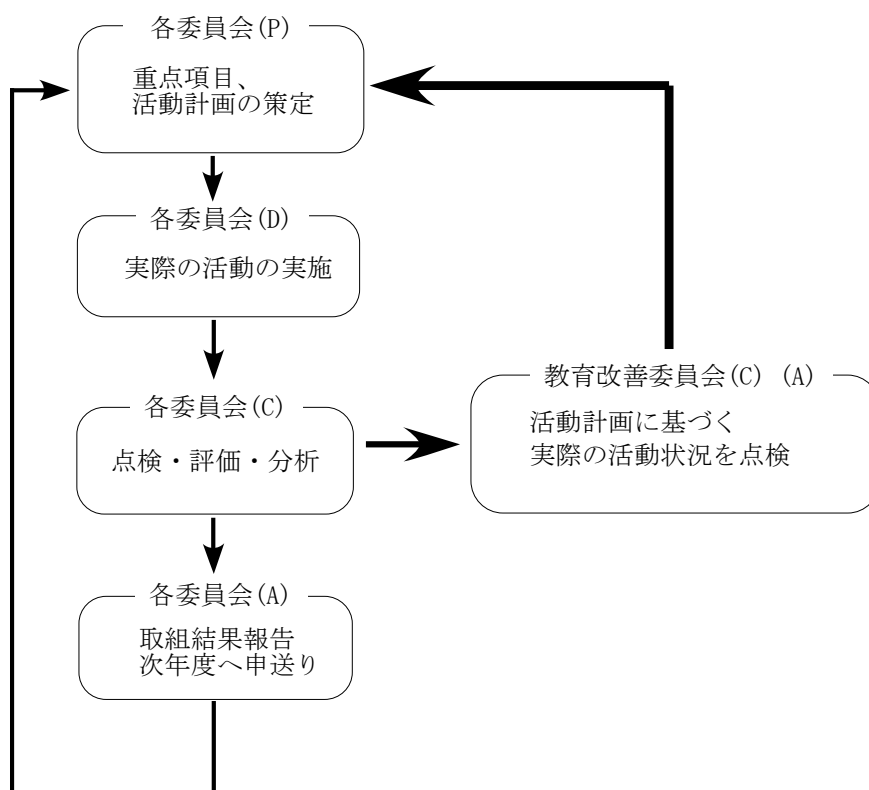 各委員会(P)
重点項目、
活動計画の策定
各委員会(D)
実際の活動の実施
各委員会(C)
点検・評価・分析
教育改善委員会(C) (A)
活動計画に基づく
実際の活動状況を点検
各委員会(A)
取組結果報告
次年度へ申送り